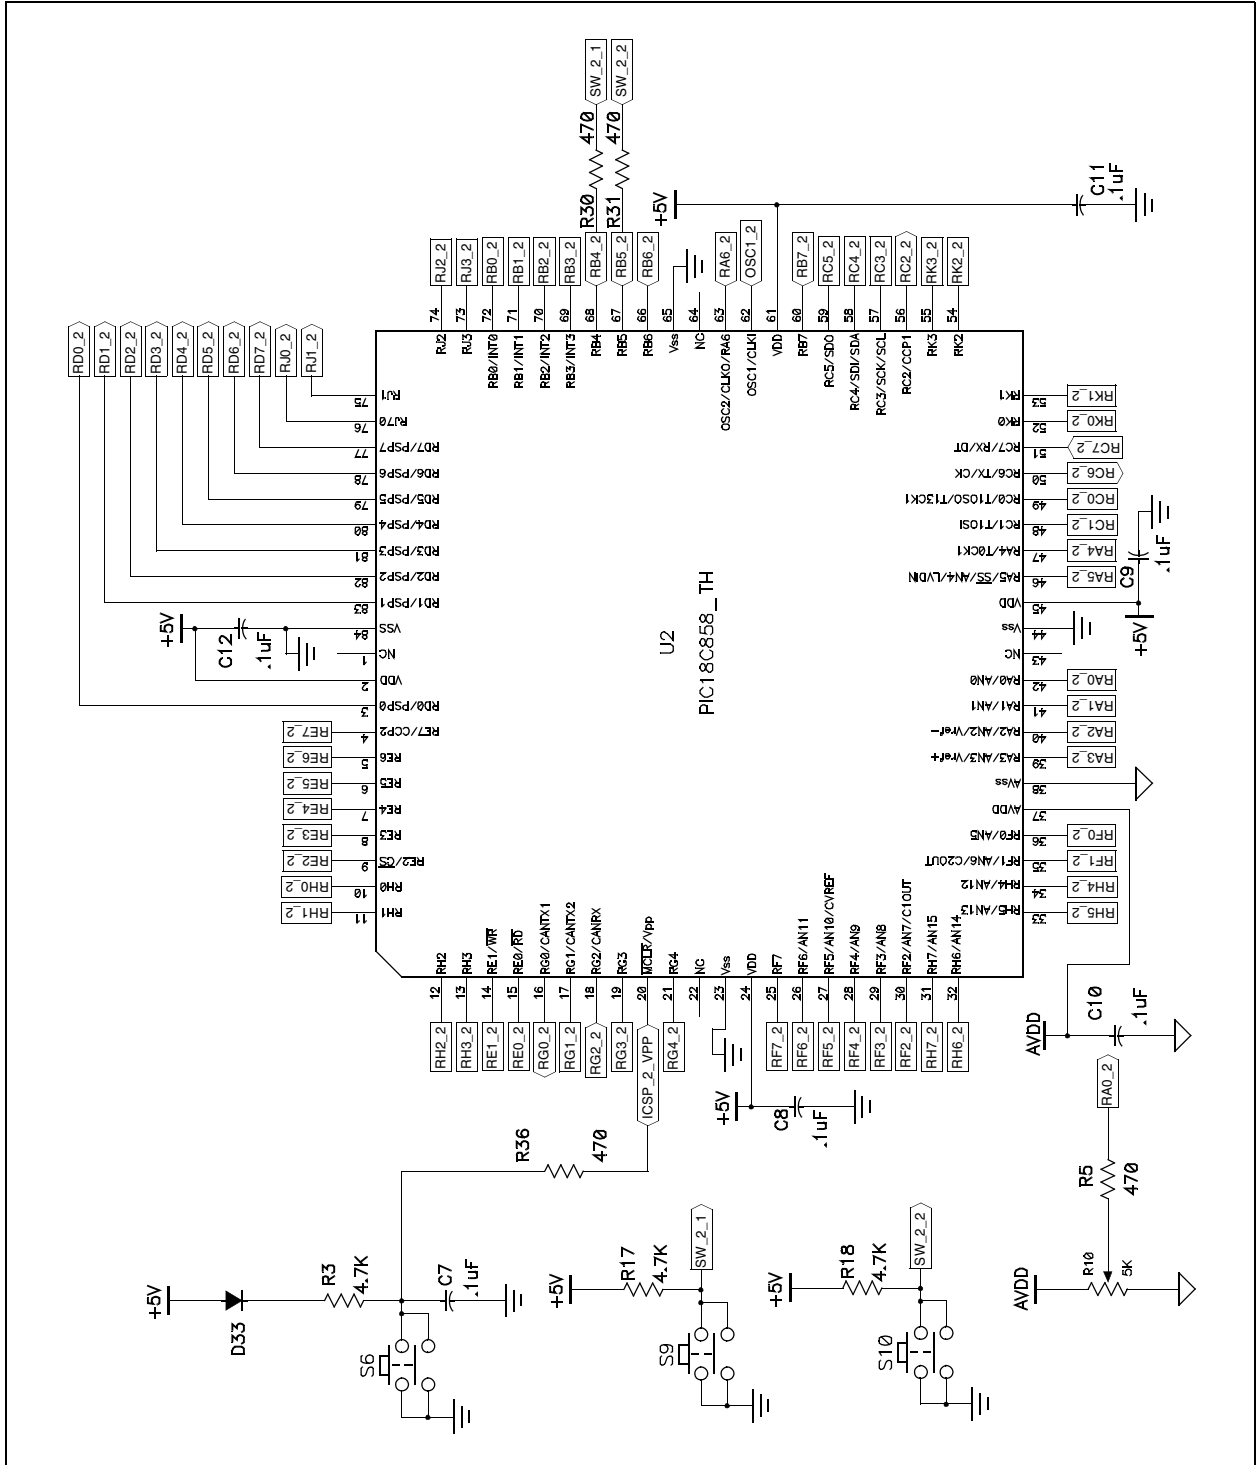 SW_2_1
SW_2_2
470
470
R30
R31
+5V
C11
.1uF
RJ2_2
RJ3_2
RB0_2
RB1_2
RB2_2
RB3_2
RB4_2
RB5_2
RB6_2
RA6_2
OSC1_2
RB7_2
RC5_2
RC4_2
RC3_2
RC2_2
RK3_2
RK2_2
74
73
72
71
70
69
68
67
66
65
64
63
62
61
60
59
58
57
56
55
54
RJ2
RJ3
RB0/INT0
RB1/INT1
RB2/INT2
RB3/INT3
RB4
RB5
RB6
Vss
NC
OSC2/CLKO/RA6
OSC1/CLKI
VDD
RB7
RC5/SDO
RC4/SDI/SDA
RC3/SCK/SCL
RC2/CCP1
RK3
RK2
RD0_2
RD1_2
RD2_2
RD3_2
RD4_2
RD5_2
RD6_2
RD7_2
RJ0_2
RJ1_2
75 RJ1
76 RJ70
77 RD7/PSP7
78 RD6/PSP6
79 RD5/PSP5
80 RD4/PSP4
81 RD3/PSP3
82 RD2/PSP2
83 RD1/PSP1
84 VSS
1 NC
2 VDD
3 RD0/PSP0
4 RE7/CCP2
5 RE6
6 RE5
7 RE4
8 RE3
9 RE2/CS
10 RH0
11 RH1
+5V
C12
.1uF
RE7_2
RE6_2
RE5_2
RE4_2
RE3_2
RE2_2
RH0_2
RH1_2
U2
PIC18C858_TH
RK1 53 RK1_2
RK0 52 RK0_2
RC7/RX/DT 51 RC7_2
RC6/TX/CK 50 RC6_2
RC0/T1OSO/T13CK1 49 RC0_2
RC1/T1OSI 48 RC1_2
RA4/T0CK1 47 RA4_2
RA5/SS/AN4/LVDIN 46 RA5_2
VDD 45
Vss 44
NC 43
RA0/AN0 42 RA0_2
RA1/AN1 41 RA1_2
RA2/AN2/Vref- 40 RA2_2
RA3/AN3/Vref+ 39 RA3_2
AVss 38
AVDD 37
RF0/AN5 36 RF0_2
RF1/AN6/C2OUT 35 RF1_2
RH4/AN12 34 RH4_2
RH5/AN13 33 RH5_2
C9
.1uF
+5V
RH2
RH3
RE1/WR
RE0/RD
RG0/CANTX1
RG1/CANTX2
RG2/CANRX
RG3
MCLR/Vpp
RG4
NC
Vss
VDD
RF7
RF6/AN11
RF5/AN10/CVREF
RF4/AN9
RF3/AN8
RF2/AN7/C1OUT
RH7/AN15
RH6/AN14
12
13
14
15
16
17
18
19
20
21
22
23
24
25
26
27
28
29
30
31
32
RH2_2
RH3_2
RE1_2
RE0_2
RG0_2
RG1_2
RG2_2
RG3_2
ICSP_2_VPP
RG4_2
RF7_2
RF6_2
RF5_2
RF4_2
RF3_2
RF2_2
RH7_2
RH6_2
AVDD
C10
.1uF
+5V
C8
.1uF
R36
470
RA0_2
R5
470
AVDD
R10
5K
+5V
D33
R3
4.7K
C7
.1uF
S6
+5V
R17
4.7K
SW_2_1
S9
+5V
R18
4.7K
SW_2_2
S10